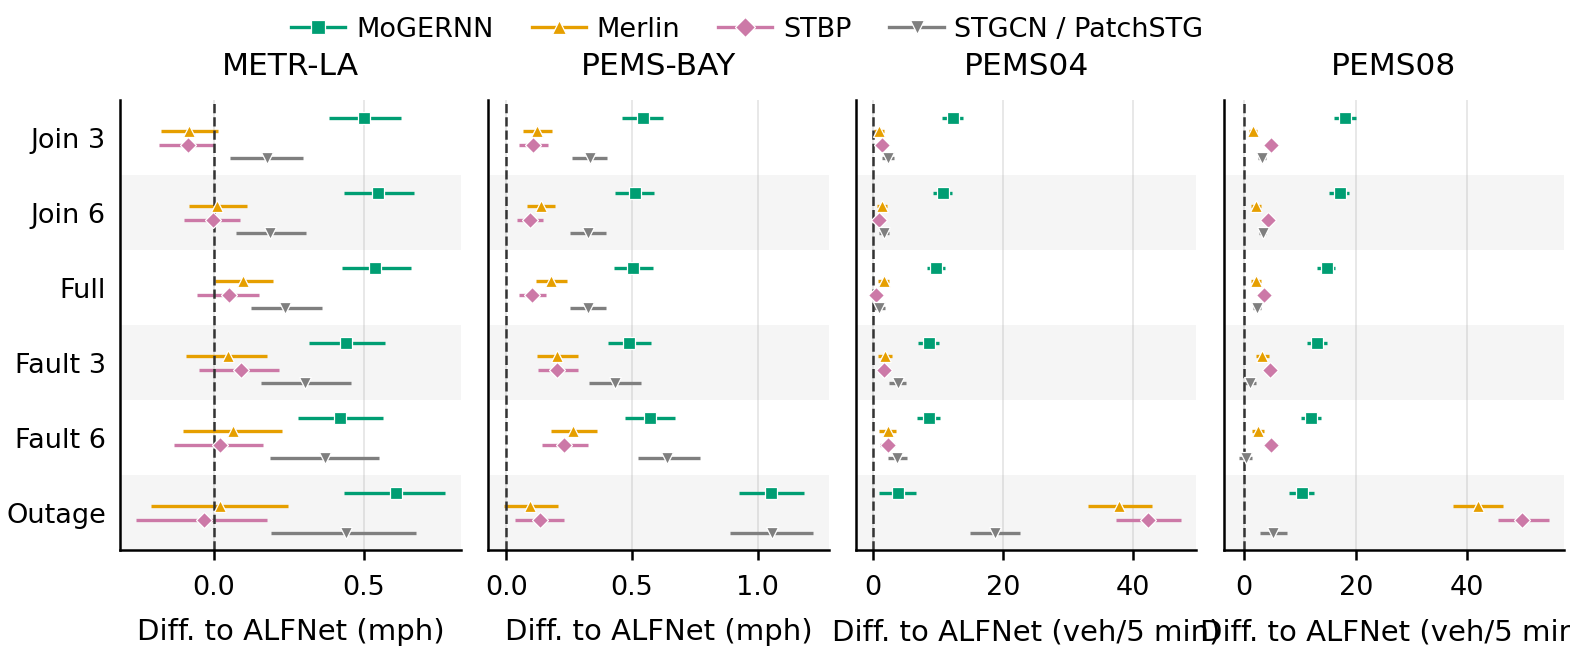 MoGERNN Merlin STBP STGCN / PatchSTG
METR-LA PEMS-BAY PEMS04 PEMS08
Join 3
Join 6
Full
Fault 3
Fault 6
Outage
0.0 0.5 0.0 0.5 1.0 0 20 40 0 20 40
Diff. to ALFNet (mph) Diff. to ALFNet (mph) Diff. to ALFNet (veh/5 min) Diff. to ALFNet (veh/5 mir